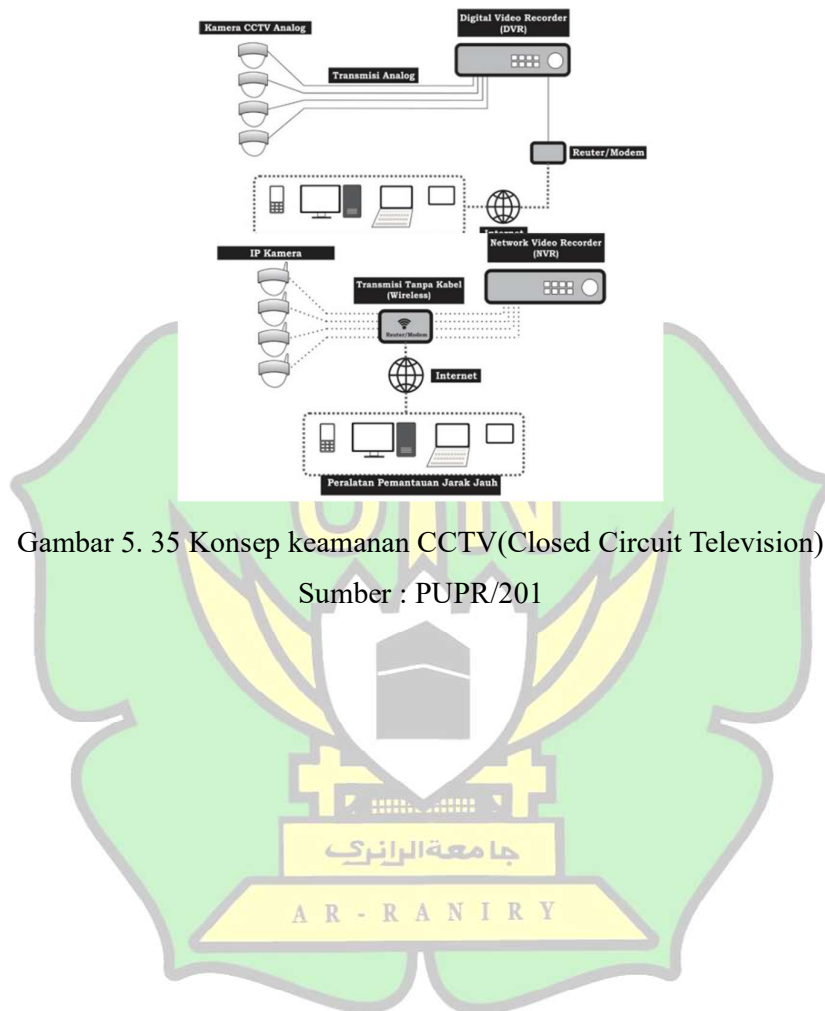 Kamera CCTV Analog
Digital Video Recorder
(DVR)
Transmisi Analog
Reuter/Modem
Internet
IP Kamera
Network Video Recorder
(NVR)
Transmisi Tanpa Kabel
(Wireless)
Reuter/Modem
Internet
Peralatan Pemantauan Jarak Jauh
UIN
Gambar 5. 35 Konsep keamanan CCTV(Closed Circuit Television)
Sumber : PUPR/201
جامعةالرانري
AR-RANIRY